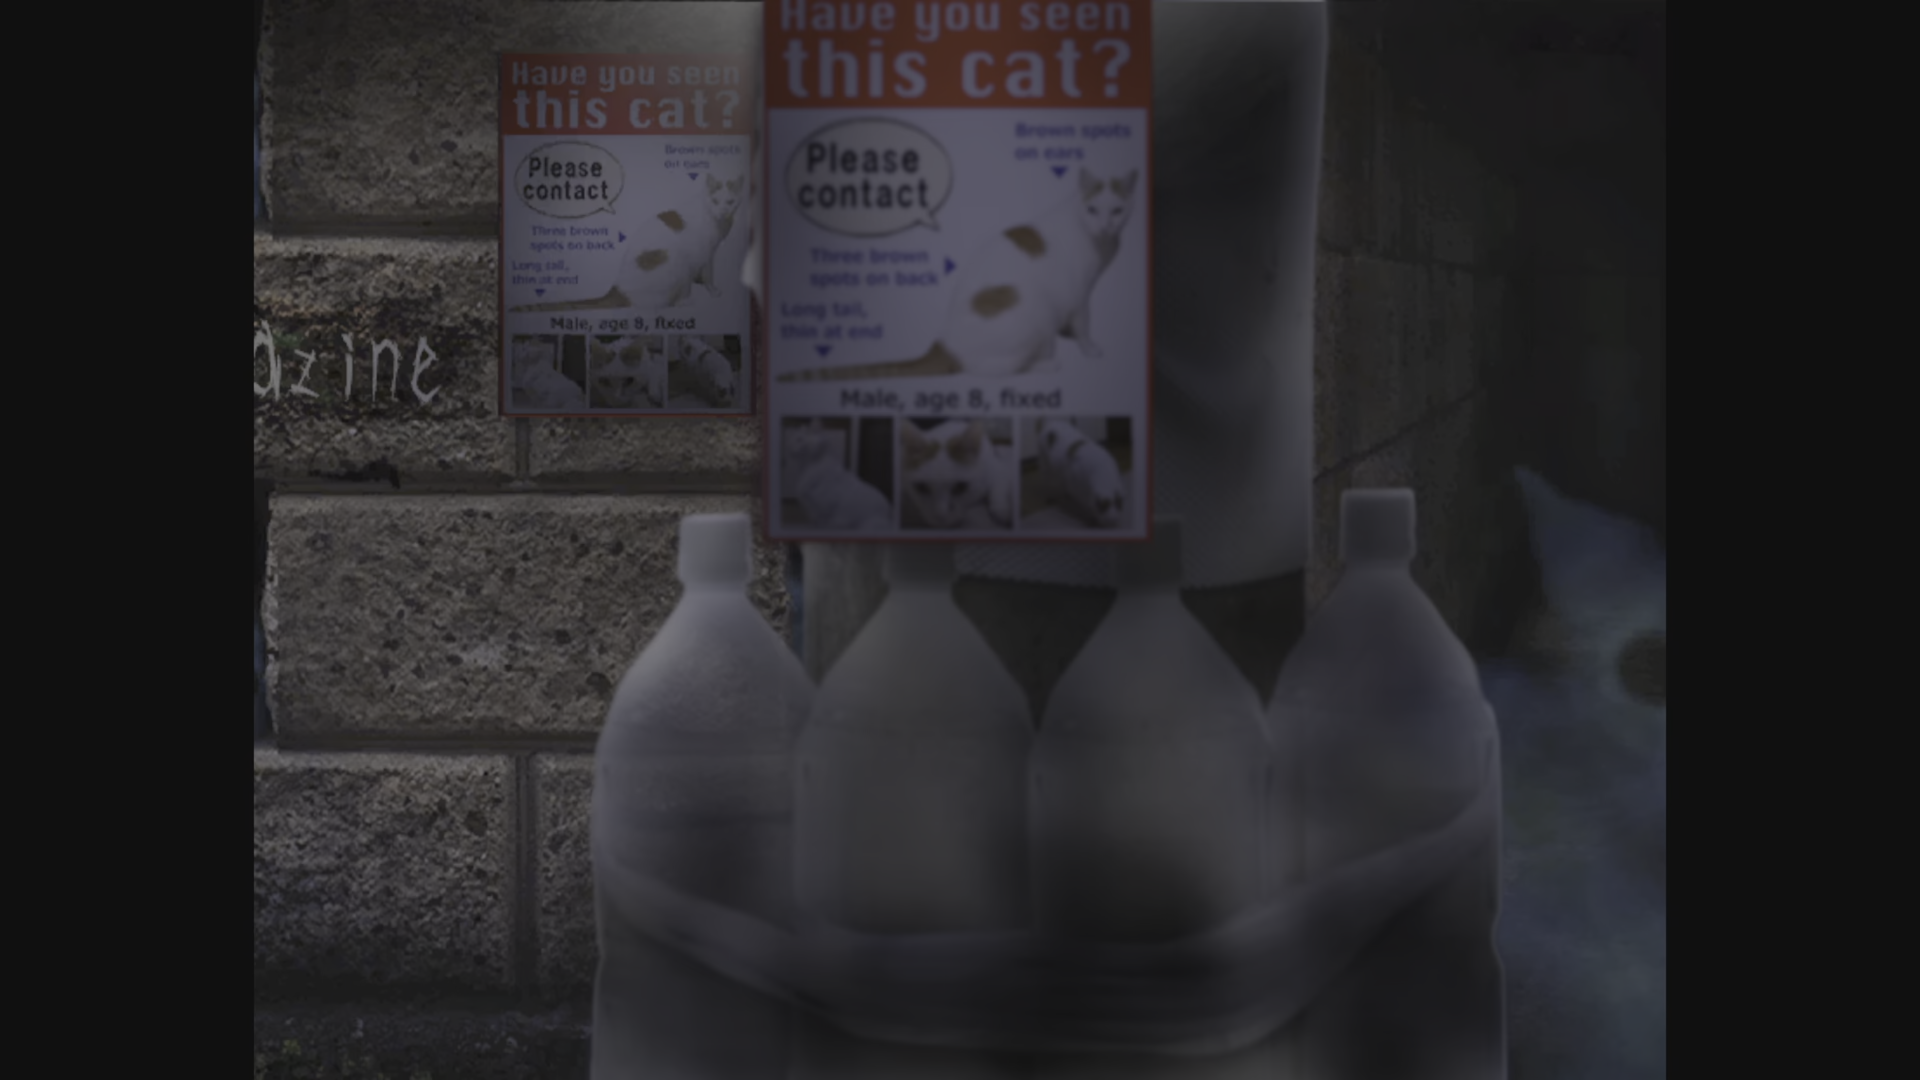 Have you seen
this cat?
Please
contact
Brown spots
on ears
Three brown
spots on back
Long tail,
thin at end
Male, age 8, fixed
Have you seen
this cat?
Please
contact
Brown spots
on ears
Three brown
spots on back
Long tail,
thin at end
Male, age 8, fixed
azine